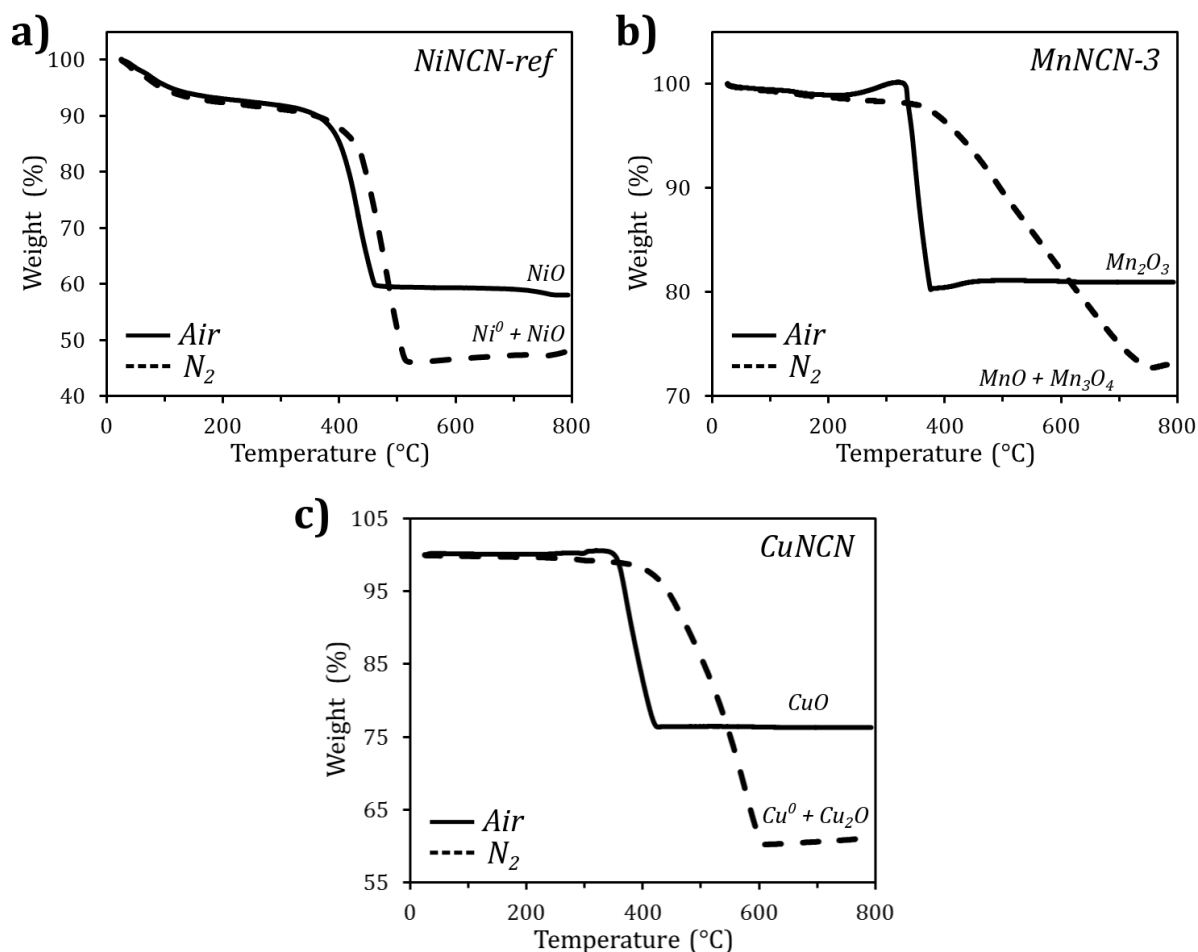 a)
NiNCN-ref
100
90
80
70
60
50
40
Weight (%)
NiO
Ni⁰ + NiO
Air
N₂
0
200
400
600
800
Temperature (°C)
b)
MnNCN-3
100
90
80
70
Weight (%)
Mn₂O₃
MnO + Mn₃O₄
Air
N₂
0
200
400
600
800
Temperature (°C)
c)
CuNCN
105
95
85
75
65
55
Weight (%)
CuO
Cu⁰ + Cu₂O
Air
N₂
0
200
400
600
800
Temperature (°C)